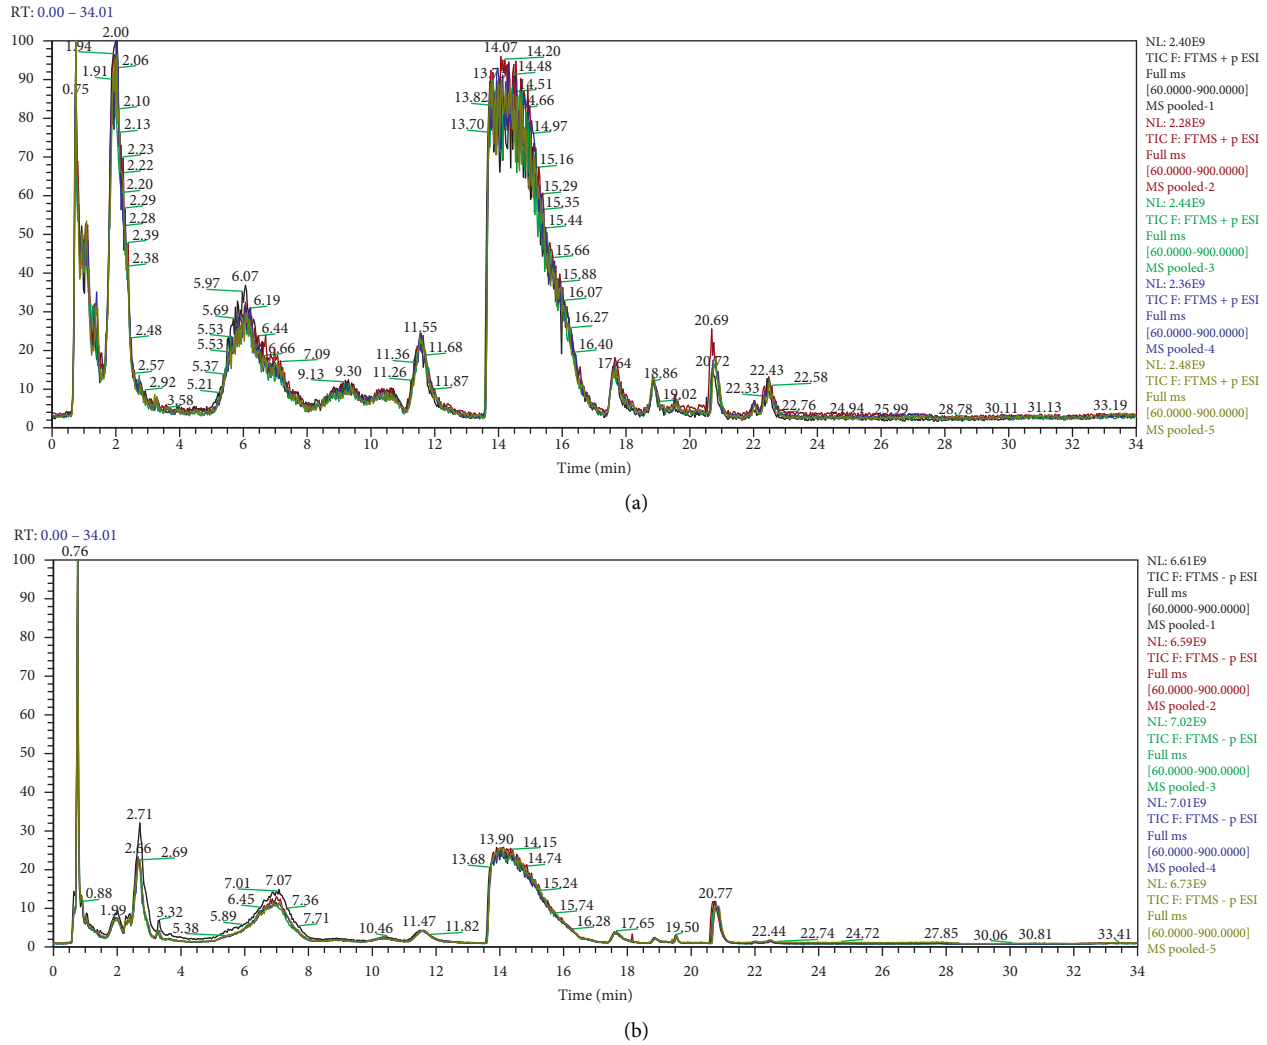 RT: 0.00 – 34.01
2.00
1.94
2.06
1.91
0.75
2.10
2.13
2.23
2.22
2.20
2.29
2.28
2.39
2.38
2.48
2.57
2.92
3.58
5.97
6.07
5.69
6.19
5.53
6.44
5.53
6.66
7.09
5.37
5.21
9.13
9.30
11.55
11.36
11.68
11.26
11.87
14.07
14.20
14.48
13.82
14.51
14.66
13.70
14.97
15.16
15.29
15.35
15.44
15.66
15.88
16.07
16.27
16.40
17.64
18.86
19.02
20.69
20.72
22.33
22.43
22.58
22.76
24.94
25.99
28.78
30.11
31.13
33.19
100
90
80
70
60
50
40
30
20
10
0
0 2 4 6 8 10 12 14 16 18 20 22 24 26 28 30 32 34
Time (min)
NL: 2.40E9
TIC F: FTMS + p ESI
Full ms
[60.0000-900.0000]
MS pooled-1
NL: 2.28E9
TIC F: FTMS + p ESI
Full ms
[60.0000-900.0000]
MS pooled-2
NL: 2.44E9
TIC F: FTMS + p ESI
Full ms
[60.0000-900.0000]
MS pooled-3
NL: 2.36E9
TIC F: FTMS + p ESI
Full ms
[60.0000-900.0000]
MS pooled-4
NL: 2.48E9
TIC F: FTMS + p ESI
Full ms
[60.0000-900.0000]
MS pooled-5
(a)
RT: 0.00 – 34.01
0.76
0.88
1.99
2.71
2.66
2.69
3.32
5.38
5.89
6.45
7.01
7.07
7.36
7.71
10.46
11.47
11.82
13.68
13.90
14.15
14.74
15.24
15.74
16.28
17.65
19.50
20.77
22.44
22.74
24.72
27.85
30.06
30.81
33.41
100
90
80
70
60
50
40
30
20
10
0
0 2 4 6 8 10 12 14 16 18 20 22 24 26 28 30 32 34
Time (min)
NL: 6.61E9
TIC F: FTMS - p ESI
Full ms
[60.0000-900.0000]
MS pooled-1
NL: 6.59E9
TIC F: FTMS - p ESI
Full ms
[60.0000-900.0000]
MS pooled-2
NL: 7.02E9
TIC F: FTMS - p ESI
Full ms
[60.0000-900.0000]
MS pooled-3
NL: 7.01E9
TIC F: FTMS - p ESI
Full ms
[60.0000-900.0000]
MS pooled-4
NL: 6.73E9
TIC F: FTMS - p ESI
Full ms
[60.0000-900.0000]
MS pooled-5
(b)